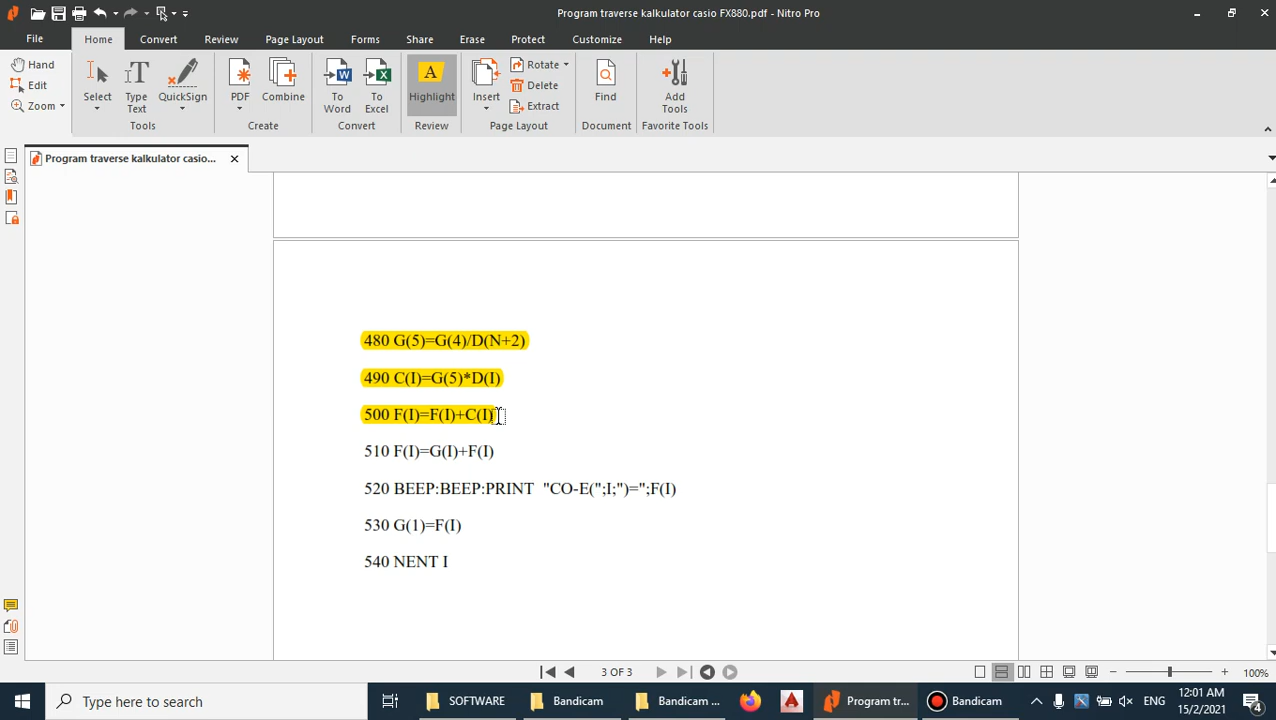 Program traverse kalkulator casio FX880.pdf - Nitro Pro
File Home Convert Review Page Layout Forms Share Erase Protect Customize Help
Hand
Edit
Zoom
Select
Type Text
QuickSign
Tools
PDF
Combine
Create
To Word
To Excel
Convert
A
Highlight
Review
Insert
Rotate
Delete
Extract
Page Layout
Find
Document
Add Tools
Favorite Tools
Program traverse kalkulator casio...
480 G(5)=G(4)/D(N+2)
490 C(I)=G(5)*D(I)
500 F(I)=F(I)+C(I)
510 F(I)=G(I)+F(I)
520 BEEP:BEEP:PRINT "CO-E(";I;")=";F(I)
530 G(1)=F(I)
540 NENT I
3 OF 3
100%
Type here to search
SOFTWARE
Bandicam
Bandicam ...
Program tra...
Bandicam
ENG
12:01 AM
15/2/2021
4